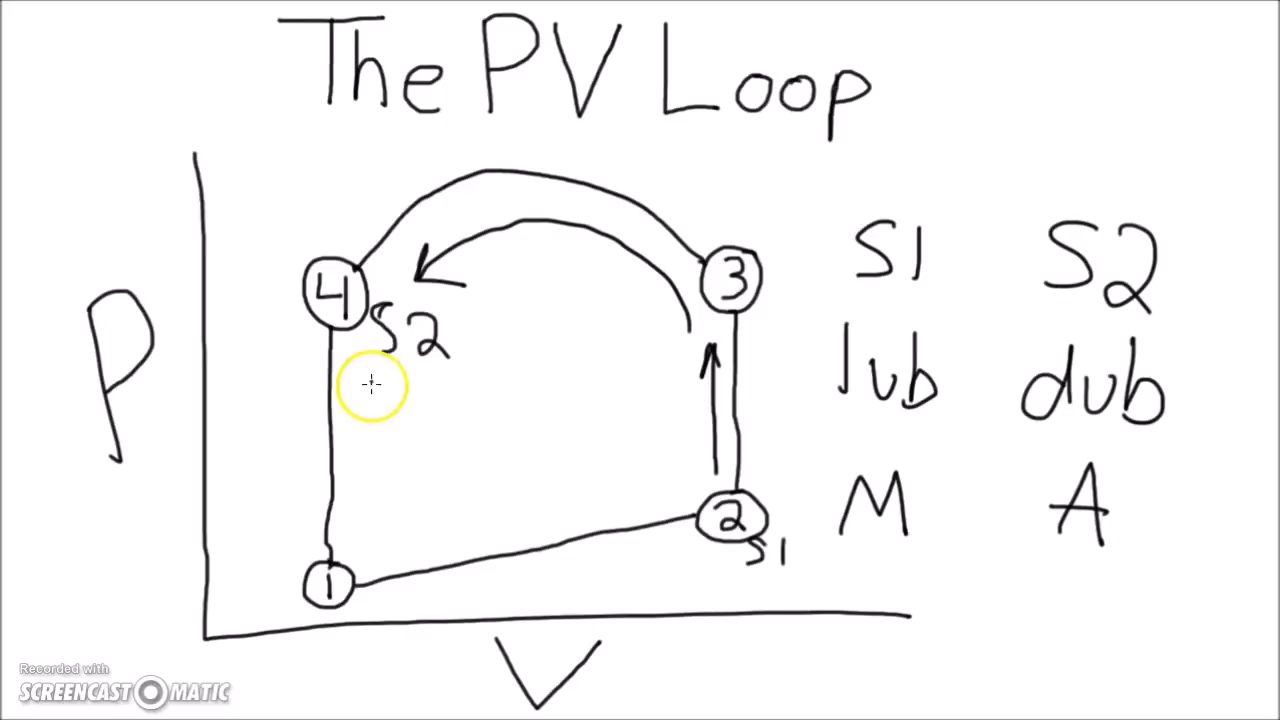 The PV Loop
S1 S2
4 3
S2
P
lub dub
M A
2
S1
1
V
Recorded with
SCREENCAST-O-MATIC